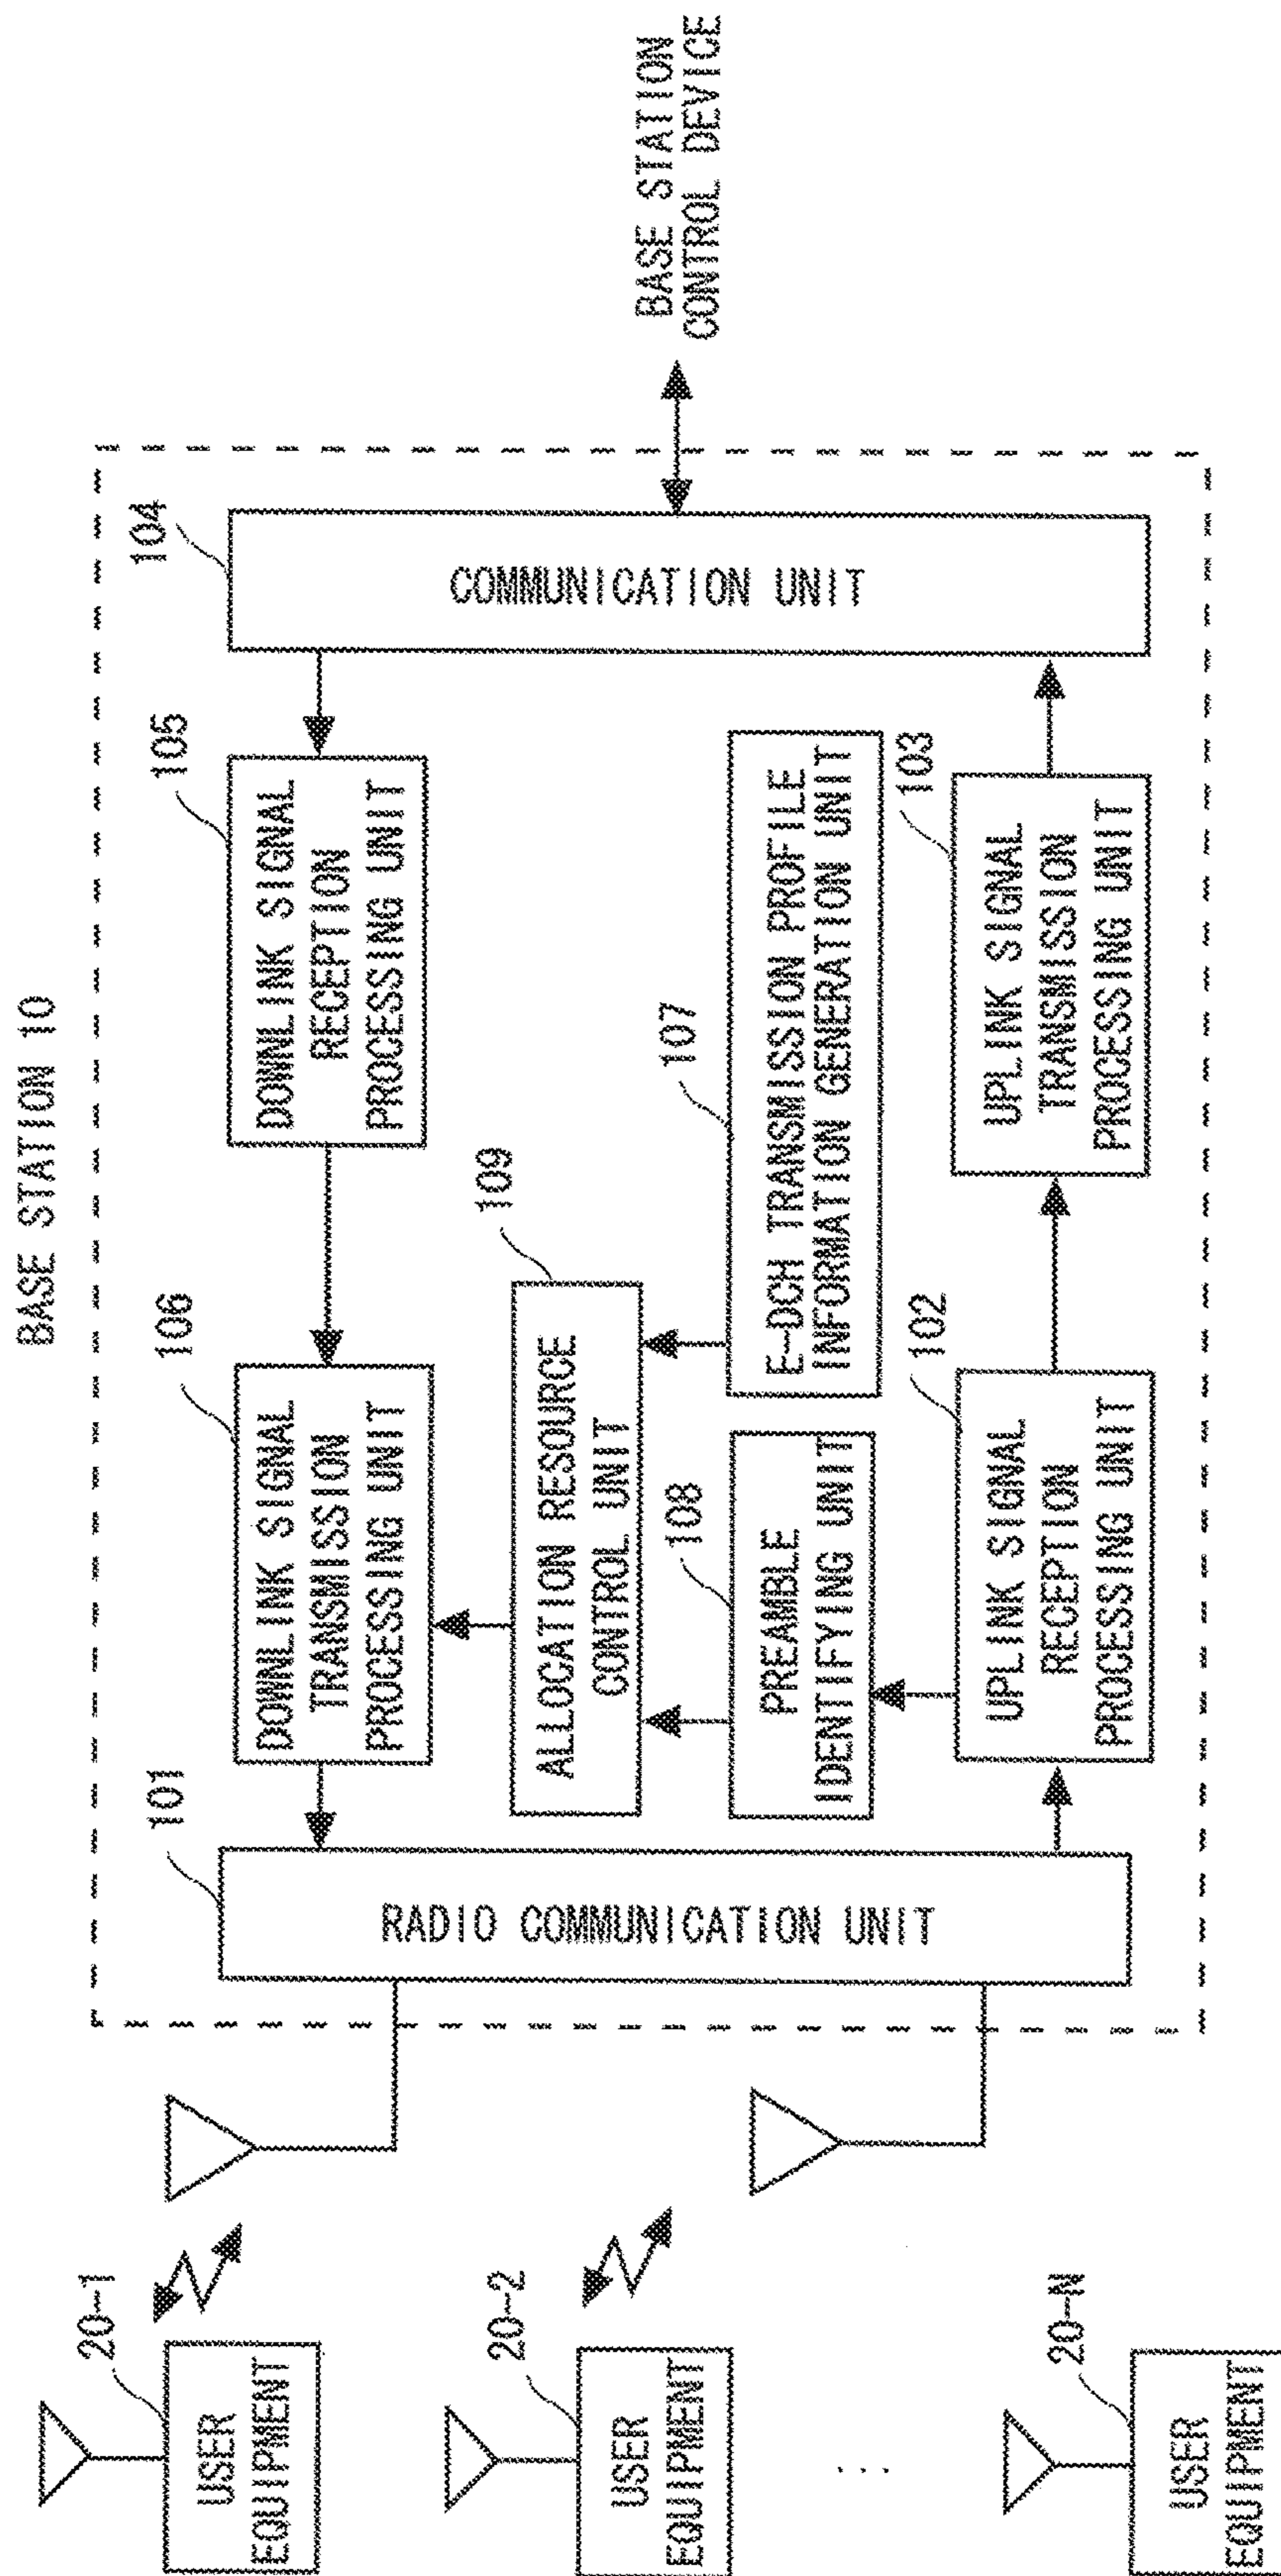 BASE STATION 10
101
RADIO COMMUNICATION UNIT
106
DOWNLINK SIGNAL
TRANSMISSION
PROCESSING UNIT
105
DOWNLINK SIGNAL
RECEPTION
PROCESSING UNIT
104
COMMUNICATION UNIT
BASE STATION
CONTROL DEVICE
109
ALLOCATION RESOURCE
CONTROL UNIT
108
PREAMBLE
IDENTIFYING UNIT
107
E-DCH TRANSMISSION PROFILE
INFORMATION GENERATION UNIT
102
UPLINK SIGNAL
RECEPTION
PROCESSING UNIT
103
UPLINK SIGNAL
TRANSMISSION
PROCESSING UNIT
20-1
USER
EQUIPMENT
20-2
USER
EQUIPMENT
...
20-N
USER
EQUIPMENT